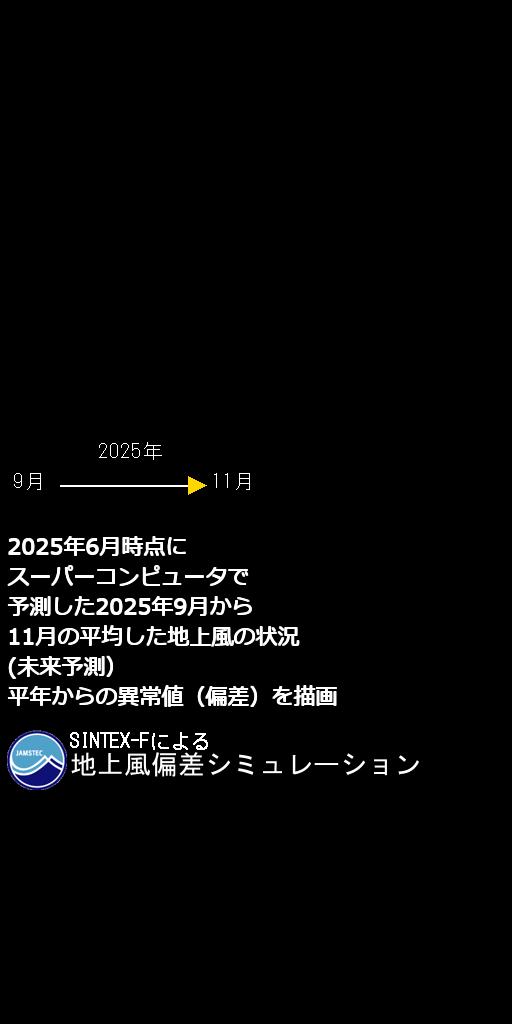 2025年
9月 11月
2025年6月時点に
スーパーコンピュータで
予測した2025年9月から
11月の平均した地上風の状況
(未来予測)
平年からの異常値（偏差）を描画
JAMSTEC
SINTEX-Fによる
地上風偏差シミュレーション